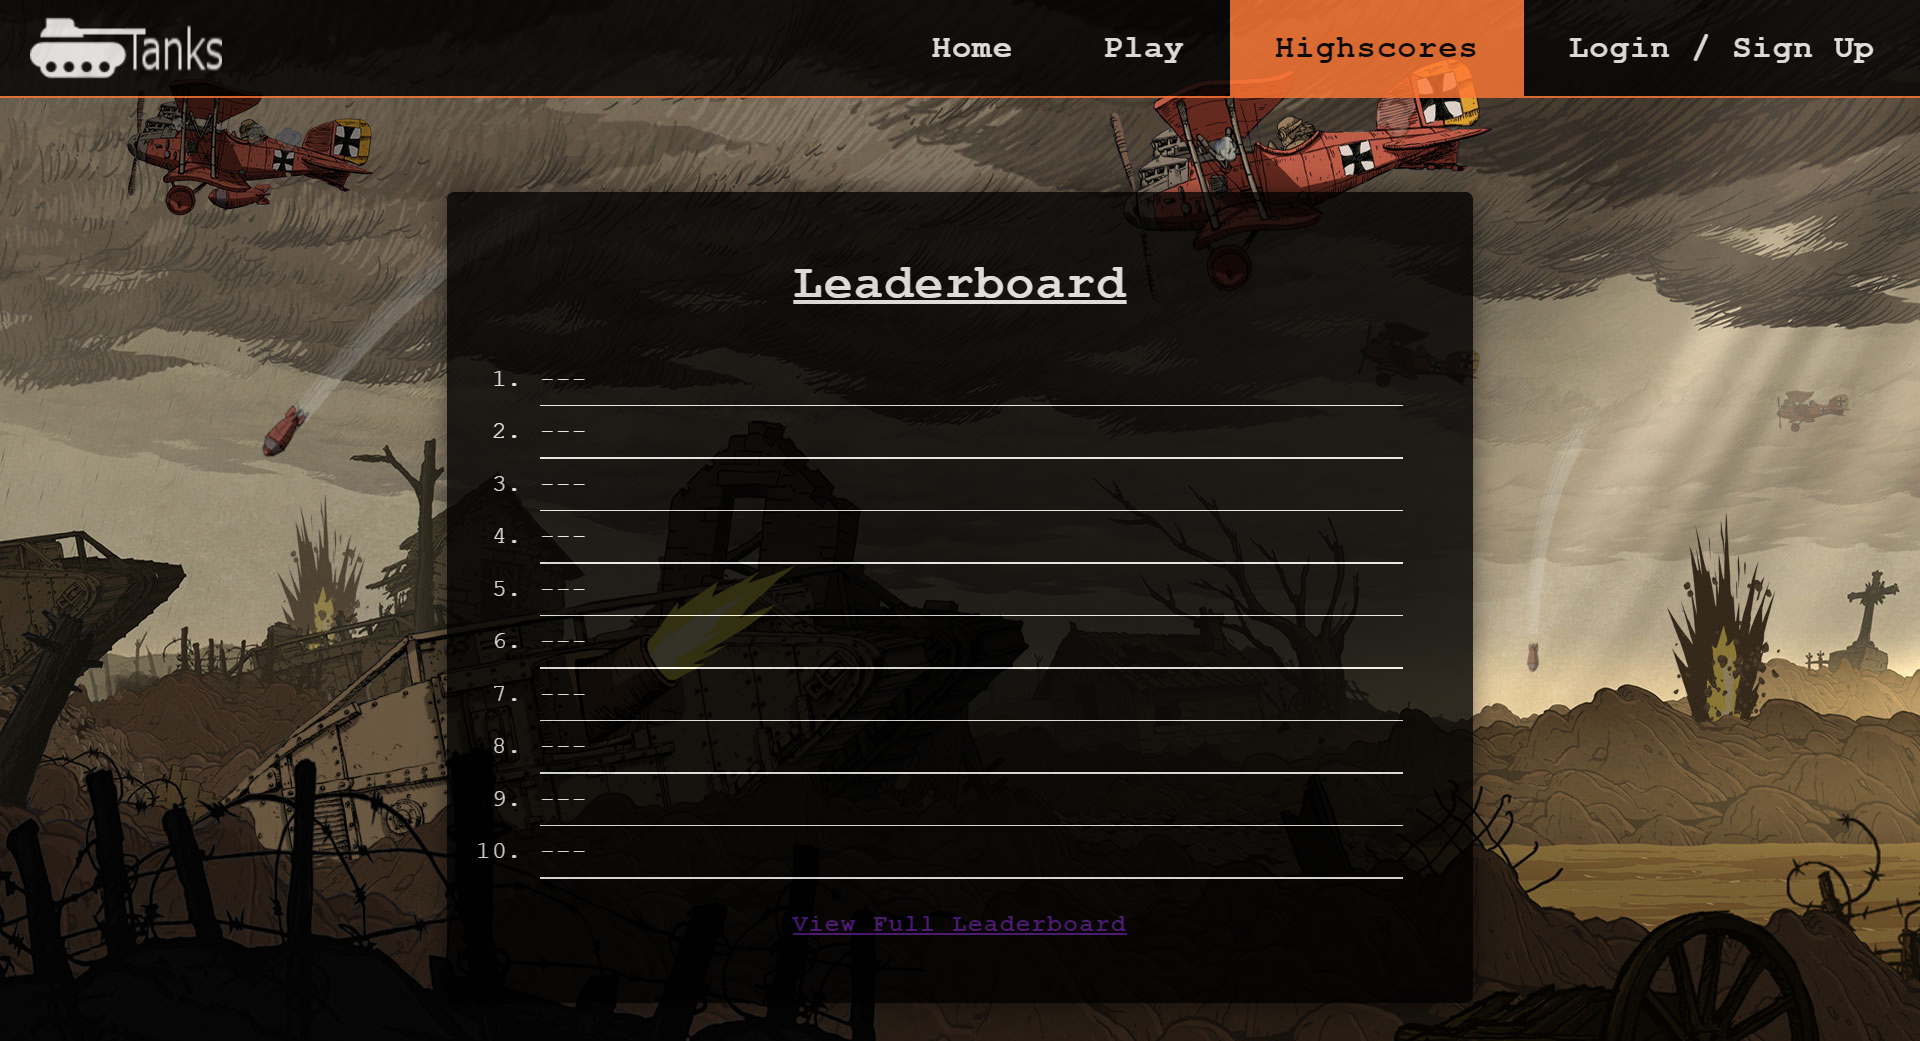 Tanks
Home Play Highscores Login / Sign Up
Leaderboard
1. ---
2. ---
3. ---
4. ---
5. ---
6. ---
7. ---
8. ---
9. ---
10. ---
View Full Leaderboard